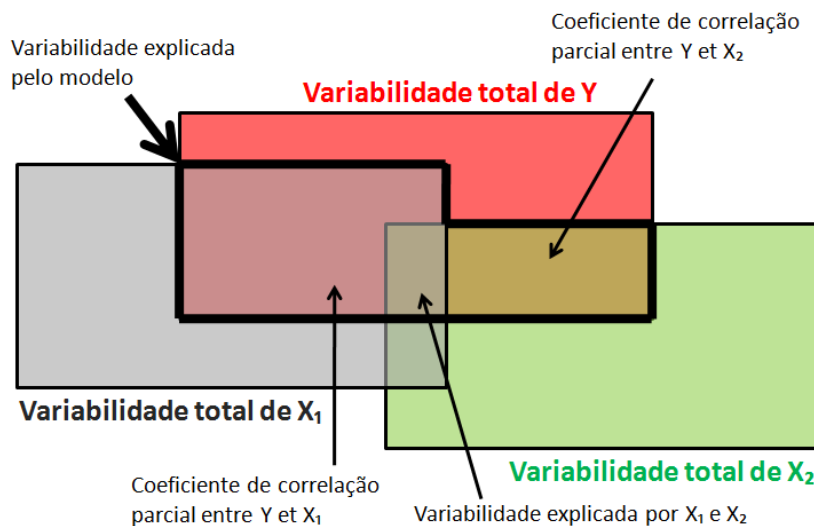 Coeficiente de correlação
parcial entre Y et X₂
Variabilidade explicada
pelo modelo
Variabilidade total de Y
Variabilidade total de X₁
Variabilidade total de X₂
Coeficiente de correlação
parcial entre Y et X₁
Variabilidade explicada por X₁ e X₂